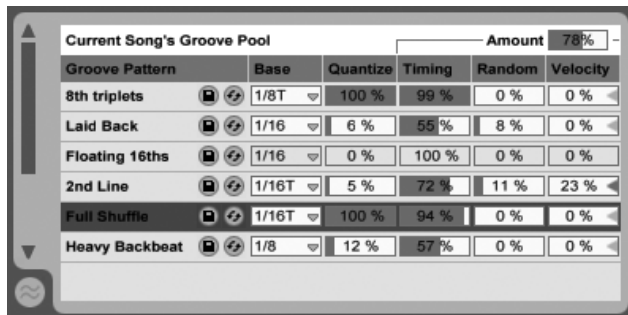 Current Song's Groove Pool Amount 78%
Groove Pattern Base Quantize Timing Random Velocity
8th triplets 1/8T 100 % 99 % 0 % 0 %
Laid Back 1/16 6 % 55 % 8 % 0 %
Floating 16ths 1/16 0 % 100 % 0 % 0 %
2nd Line 1/16T 5 % 72 % 11 % 23 %
Full Shuffle 1/16T 100 % 94 % 0 % 0 %
Heavy Backbeat 1/8 12 % 57 % 0 % 0 %